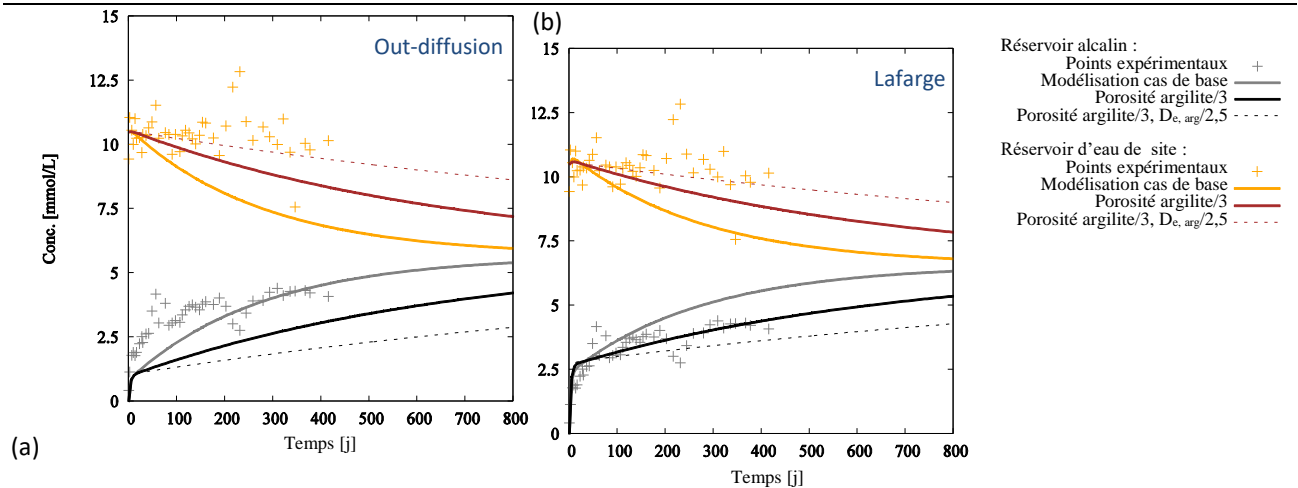 15
12.5
10
7.5
5
2.5
0
Conc. [mmol/L]
Out-diffusion
0 100 200 300 400 500 600 700 800
Temps [j]
(a)
(b)
15
12.5
10
7.5
5
2.5
0
Lafarge
0 100 200 300 400 500 600 700 800
Temps [j]
Réservoir alcalin :
Points expérimentaux
Modélisation cas de base
Porosité argilite/3
Porosité argilite/3, De, arg/2,5
Réservoir d'eau de site :
Points expérimentaux
Modélisation cas de base
Porosité argilite/3
Porosité argilite/3, De, arg/2,5